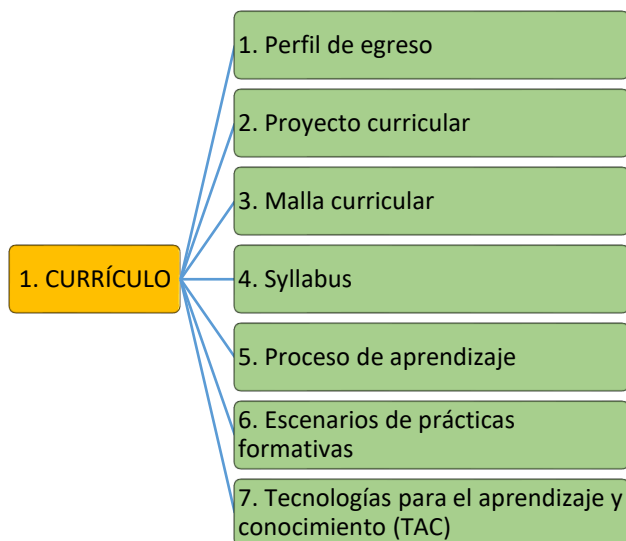 1. CURRÍCULO
1. Perfil de egreso
2. Proyecto curricular
3. Malla curricular
4. Syllabus
5. Proceso de aprendizaje
6. Escenarios de prácticas
formativas
7. Tecnologías para el aprendizaje y
conocimiento (TAC)